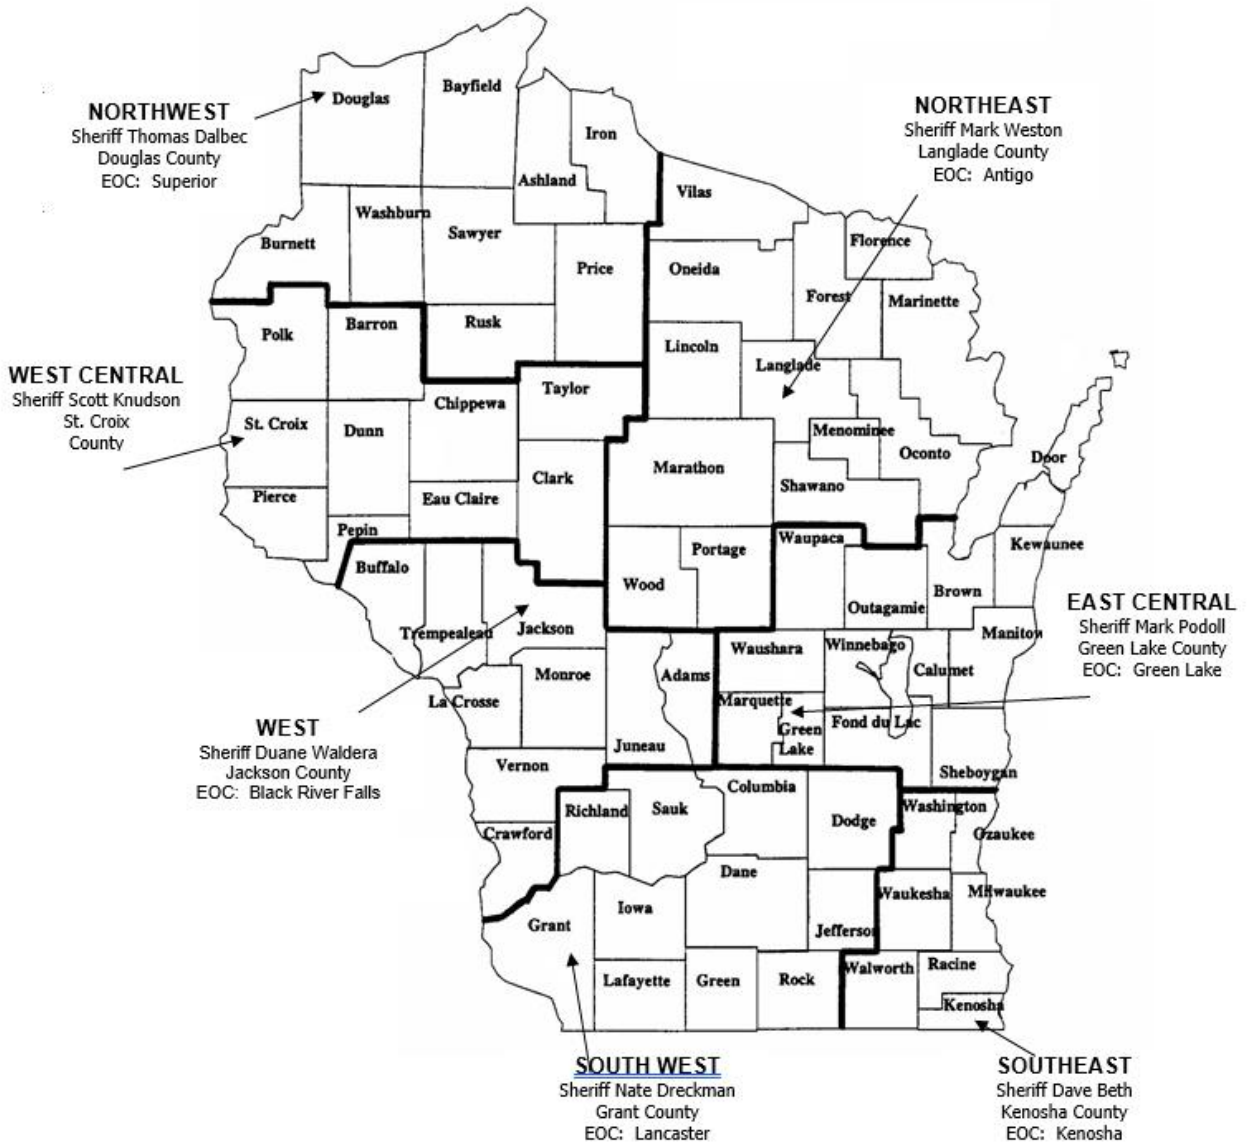 Bayfield
Douglas
NORTHWEST
Sheriff Thomas Dalbec
Douglas County
EOC: Superior
NORTHEAST
Sheriff Mark Weston
Langlade County
EOC: Antigo
Iron
Ashland
Vilas
Washburn
Sawyer
Burnett
Florence
Price
Oneida
Forest
Marinette
Polk
Barron
Rusk
Lincoln
Langlade
WEST CENTRAL
Sheriff Scott Knudson
St. Croix
County
Taylor
Chippewa
St. Croix
Dunn
Menominee
Oconto
Door
Marathon
Clark
Shawano
Pierce
Eau Claire
Pepin
Waupaca
Kewaunee
Portage
Buffalo
Wood
Brown
Outagamie
EAST CENTRAL
Sheriff Mark Podoll
Green Lake County
EOC: Green Lake
Trempealeau
Jackson
Manitow
Waushara
Winnebago
Calumet
Monroe
Adams
La Crosse
Marquette
Green
Lake
Fond du Lac
WEST
Sheriff Duane Waldera
Jackson County
EOC: Black River Falls
Juneau
Vernon
Sheboygan
Columbia
Richland
Sauk
Washington
Dodge
Crawford
Ozaukee
Dane
Waukesha
Milwaukee
Iowa
Grant
Jefferson
Walworth
Racine
Lafayette
Green
Rock
Kenosha
SOUTH WEST
Sheriff Nate Dreckman
Grant County
EOC: Lancaster
SOUTHEAST
Sheriff Dave Beth
Kenosha County
EOC: Kenosha